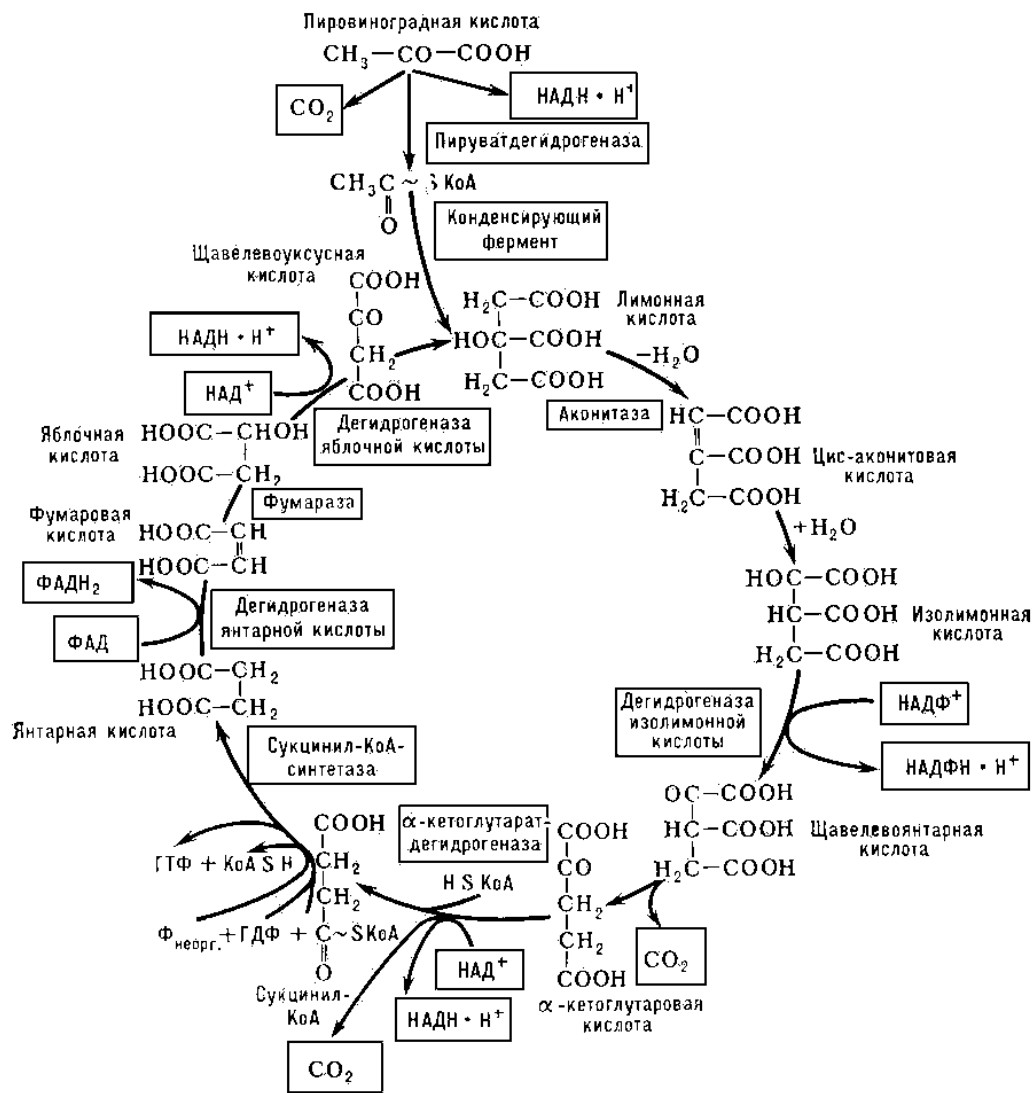 Пировиноградная кислота
CH₃—CO—COOH
CO₂
НАДН • Н⁺
Пируватдегидрогеназа
CH₃C~S КоА
O
Конденсирующий
фермент
Щавелевоуксусная
кислота
COOH
CO
CH₂
COOH
H₂C—COOH
HO C—COOH
H₂C—COOH
Лимонная
кислота
—H₂O
НАДН • Н⁺
НАД⁺
Дегидрогеназа
яблочной кислоты
Аконитаза
HC—COOH
C—COOH
H₂C—COOH
Цис-аконитовая
кислота
+H₂O
Яблочная
кислота
HOOC—CHOH
HOOC—CH₂
Фумараза
Фумаровая
кислота
HOOC—CH
HOOC—CH
ФАДН₂
ФАД
Дегидрогеназа
янтарной кислоты
HOC—COOH
HC—COOH
H₂C—COOH
Изолимонная
кислота
HOOC—CH₂
HOOC—CH₂
Янтарная кислота
Дегидрогеназа
изолимонной
кислоты
НАДФ⁺
НАДФН • Н⁺
Сукцинил-КоА-
синтетаза
OC—COOH
HC—COOH
H₂C—COOH
Щавелевоянтарная
кислота
α-кетоглутарат-
дегидрогеназа
COOH
CO
CH₂
CH₂
COOH
α-кетоглутаровая
кислота
CO₂
H S КоА
НАД⁺
НАДН • Н⁺
CO₂
COOH
CH₂
CH₂
C~SКоА
O
Сукцинил-
КоА
ГТФ + КоА S H
Фнеорг.+ГДФ +